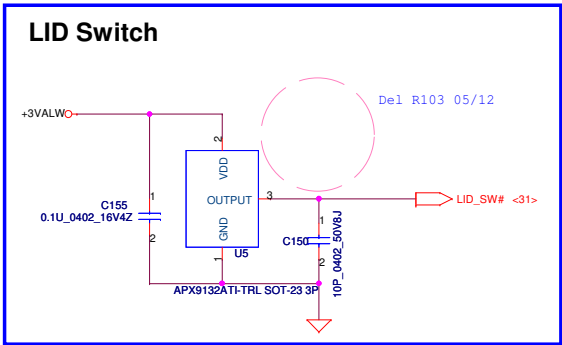 LID Switch
Del R103 05/12
+3VALW
2
VDD
1
C155
0.1U_0402_16V4Z
2
OUTPUT
3
LID_SW# <31>
GND
U5
1
1
C150
2
10P_0402_50V8J
APX9132ATI-TRL SOT-23 3P